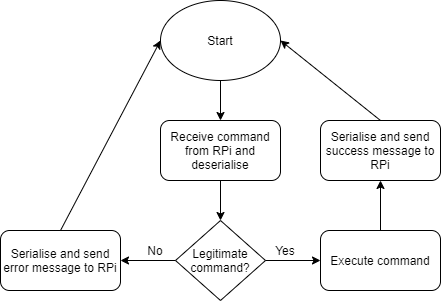 Start
Receive command
from RPi and
deserialise
Serialise and send
success message to
RPi
Serialise and send
error message to RPi
No
Legitimate
command?
Yes
Execute command